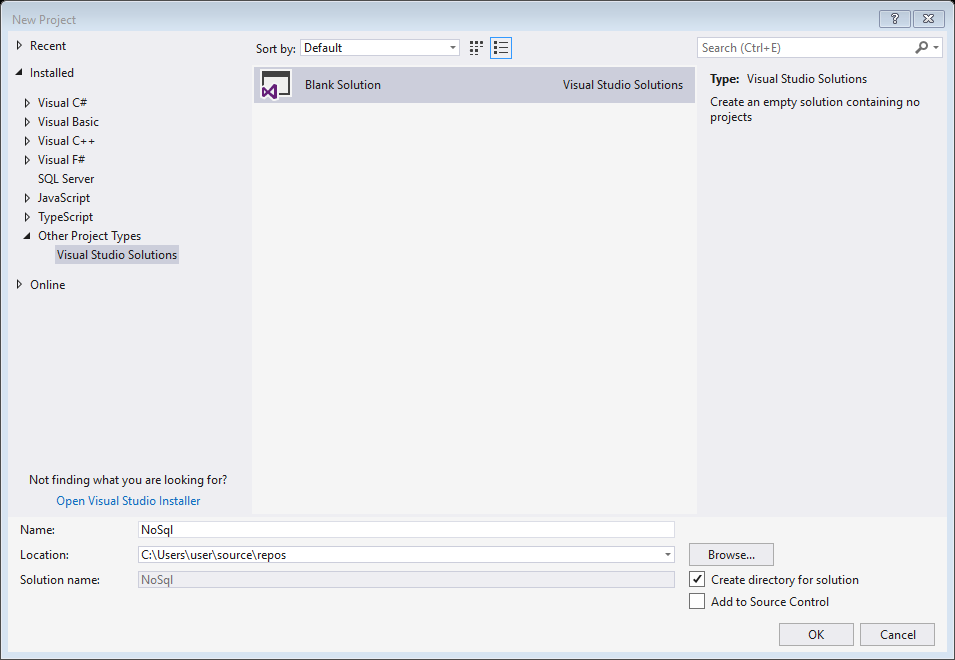 New Project
Recent
Installed
Visual C#
Visual Basic
Visual C++
Visual F#
SQL Server
JavaScript
TypeScript
Other Project Types
Visual Studio Solutions
Online
Not finding what you are looking for?
Open Visual Studio Installer
Sort by: Default
Blank Solution Visual Studio Solutions
Search (Ctrl+E)
Type: Visual Studio Solutions
Create an empty solution containing no
projects
Name: NoSql
Location: C:\Users\user\source\repos Browse...
Solution name: NoSql
Create directory for solution
Add to Source Control
OK Cancel